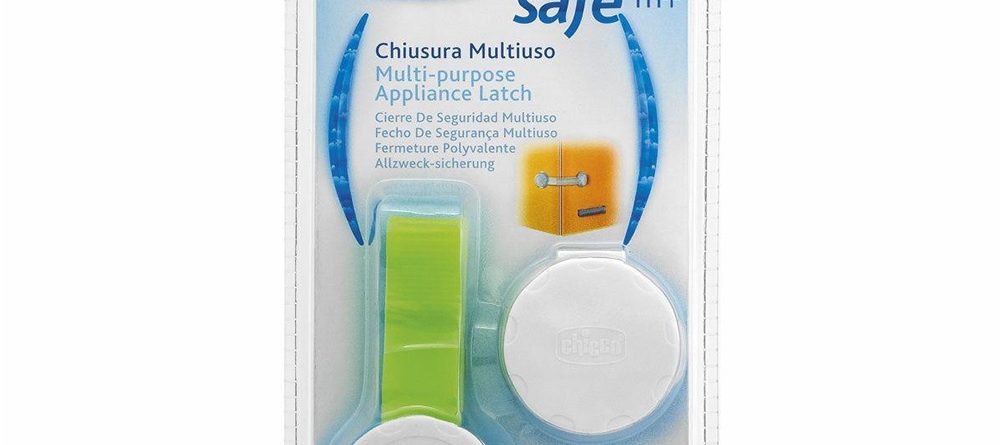 safe
Chiusura Multiuso
Multi-purpose
Appliance Latch
Cierre De Seguridad Multiuso
Fecho De Segurança Multiuso
Fermeture Polyvalente
Allzweck-sicherung
chicco